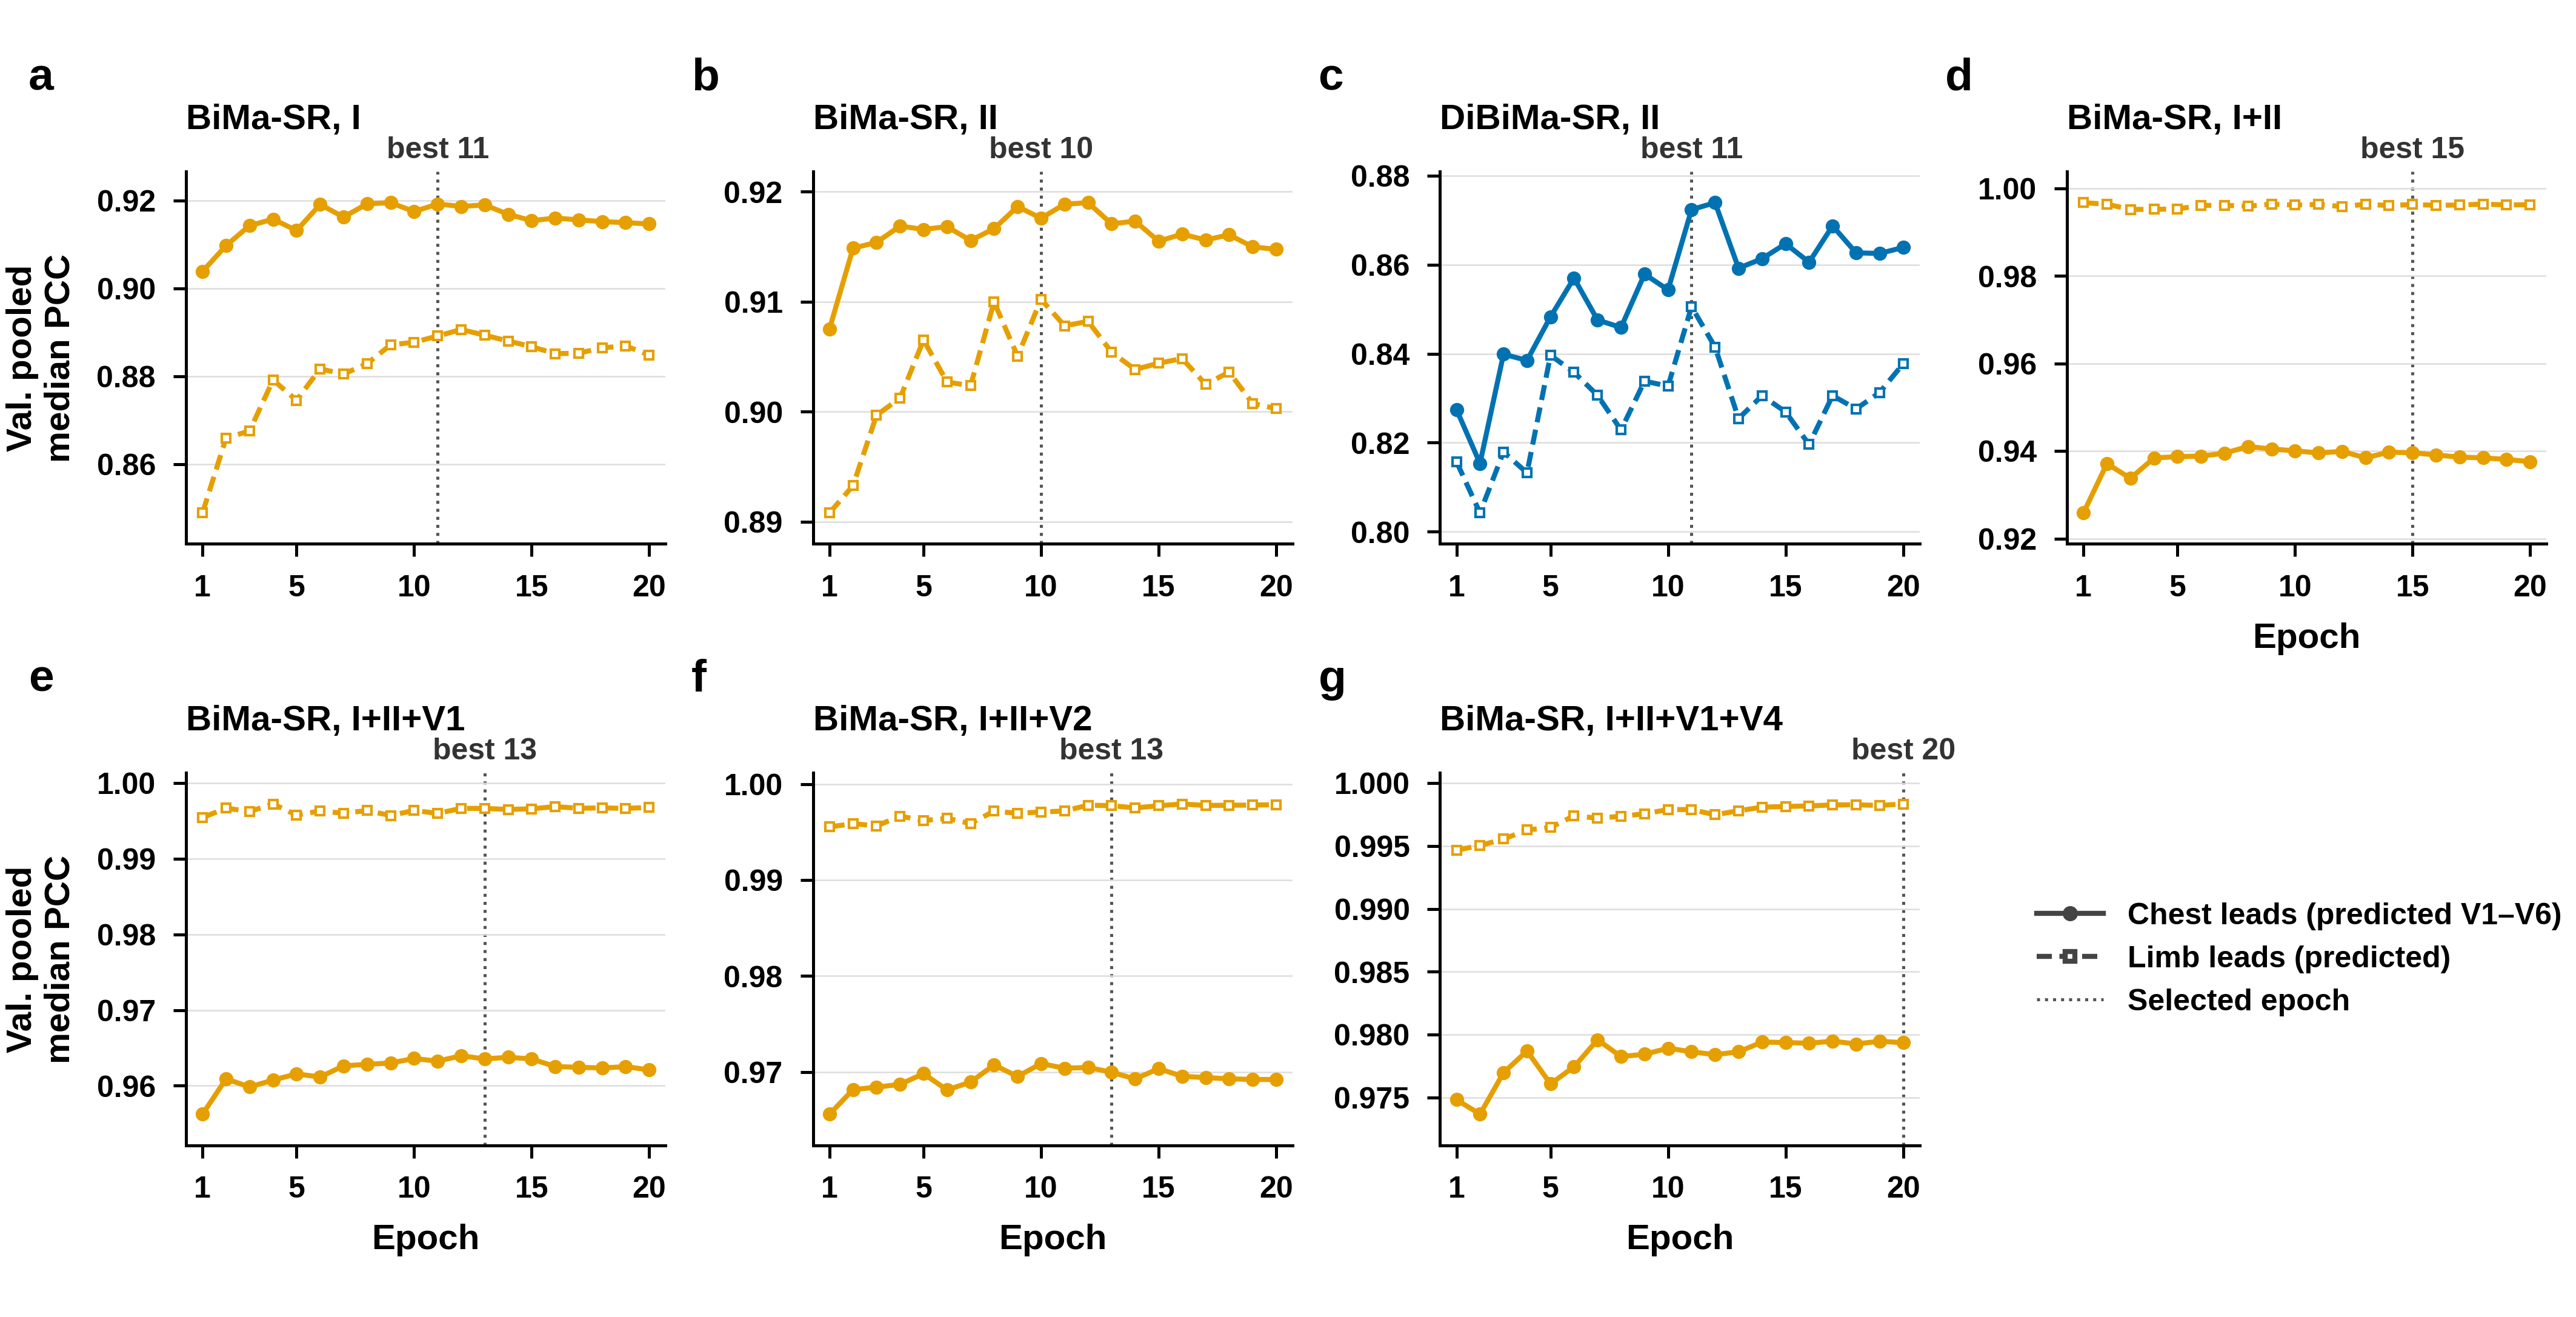 a
BiMa-SR, I
best 11
0.92
0.90
0.88
0.86
Val. pooled
median PCC
1 5 10 15 20
b
BiMa-SR, II
best 10
0.92
0.91
0.90
0.89
1 5 10 15 20
c
DiBiMa-SR, II
best 11
0.88
0.86
0.84
0.82
0.80
1 5 10 15 20
d
BiMa-SR, I+II
best 15
1.00
0.98
0.96
0.94
0.92
1 5 10 15 20
Epoch
e
BiMa-SR, I+II+V1
best 13
1.00
0.99
0.98
0.97
0.96
Val. pooled
median PCC
1 5 10 15 20
Epoch
f
BiMa-SR, I+II+V2
best 13
1.00
0.99
0.98
0.97
1 5 10 15 20
Epoch
g
BiMa-SR, I+II+V1+V4
best 20
1.000
0.995
0.990
0.985
0.980
0.975
1 5 10 15 20
Epoch
Chest leads (predicted V1–V6)
Limb leads (predicted)
Selected epoch